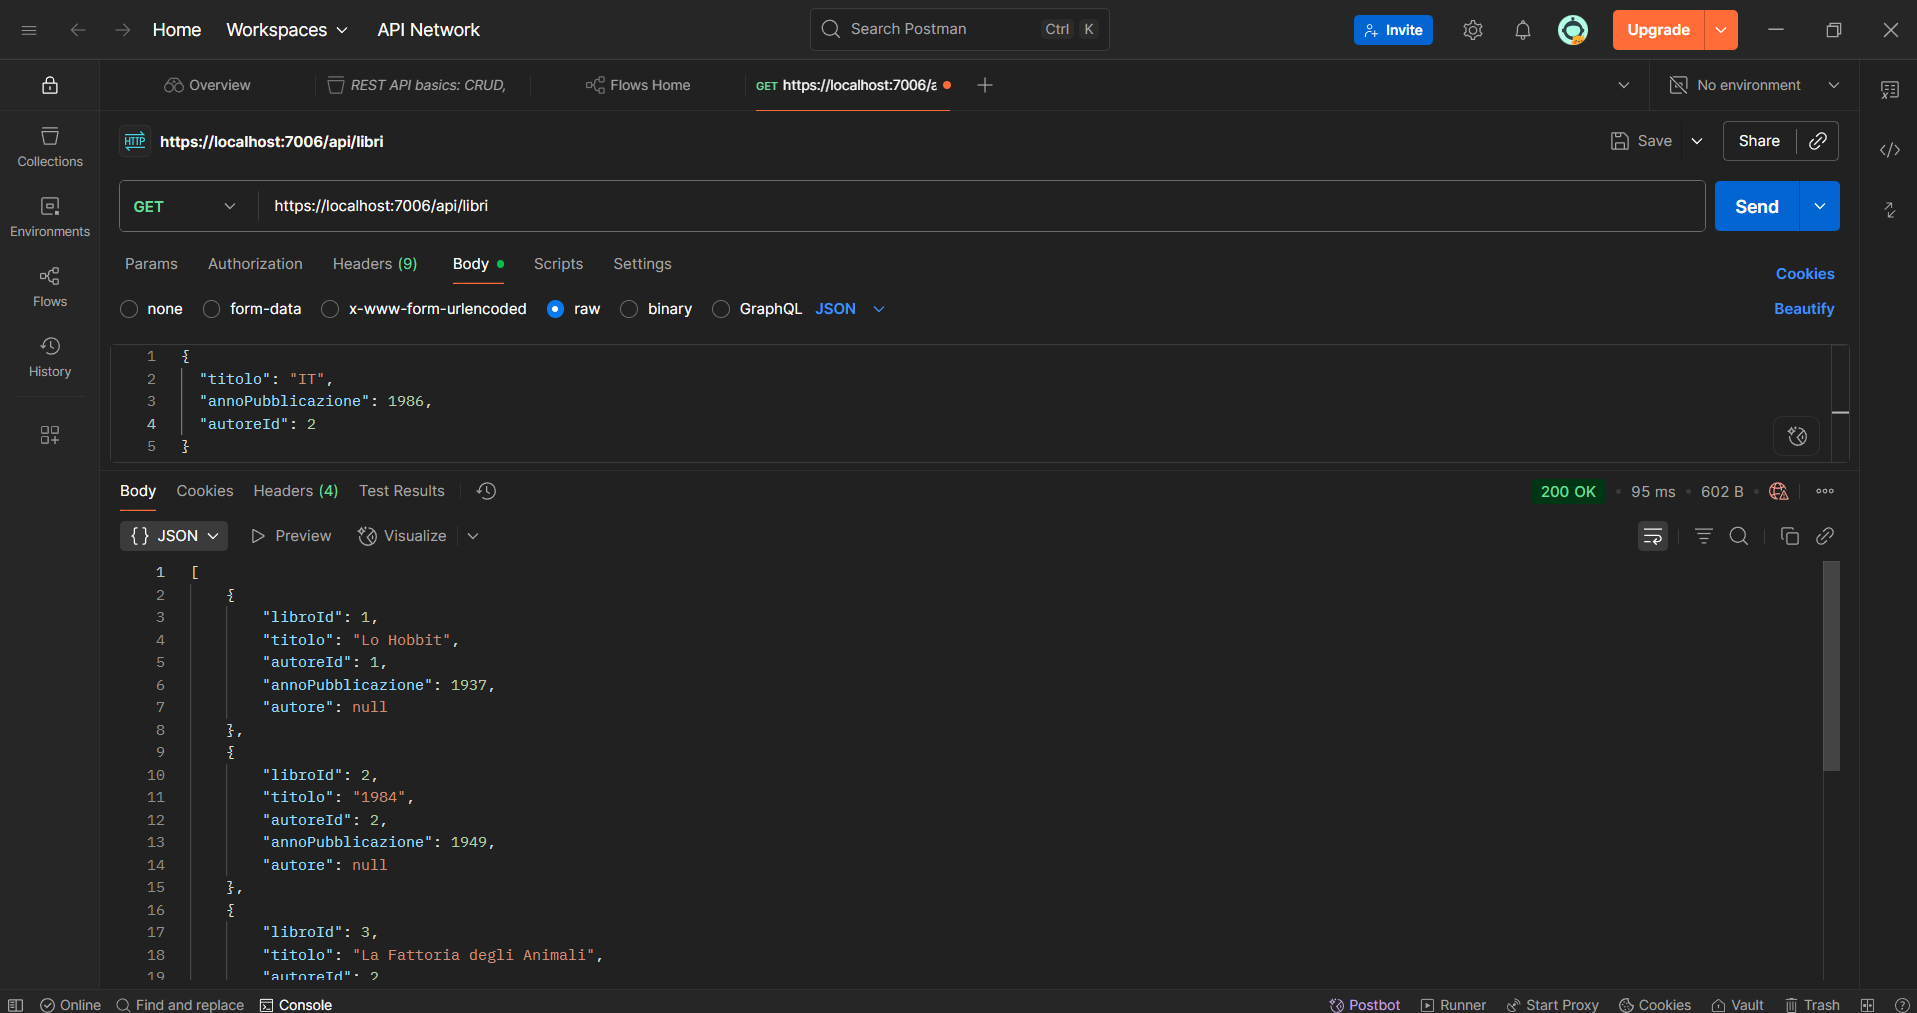 Home Workspaces API Network Search Postman Ctrl K Invite Upgrade
Overview REST API basics: CRUD, Flows Home GET https://localhost:7006/a No environment
HTTP https://localhost:7006/api/libri Save Share
Collections
Environments
Flows
History
GET https://localhost:7006/api/libri Send
Params Authorization Headers (9) Body Scripts Settings Cookies
none form-data x-www-form-urlencoded raw binary GraphQL JSON Beautify
1 {
2 "titolo": "IT",
3 "annoPubblicazione": 1986,
4 "autoreId": 2
5 }
Body Cookies Headers (4) Test Results 200 OK • 95 ms • 602 B •
{} JSON Preview Visualize
1 [
2 {
3 "libroId": 1,
4 "titolo": "Lo Hobbit",
5 "autoreId": 1,
6 "annoPubblicazione": 1937,
7 "autore": null
8 },
9 {
10 "libroId": 2,
11 "titolo": "1984",
12 "autoreId": 2,
13 "annoPubblicazione": 1949,
14 "autore": null
15 },
16 {
17 "libroId": 3,
18 "titolo": "La Fattoria degli Animali",
19 "autoreId": 2
Online Find and replace Console Postbot Runner Start Proxy Cookies Vault Trash